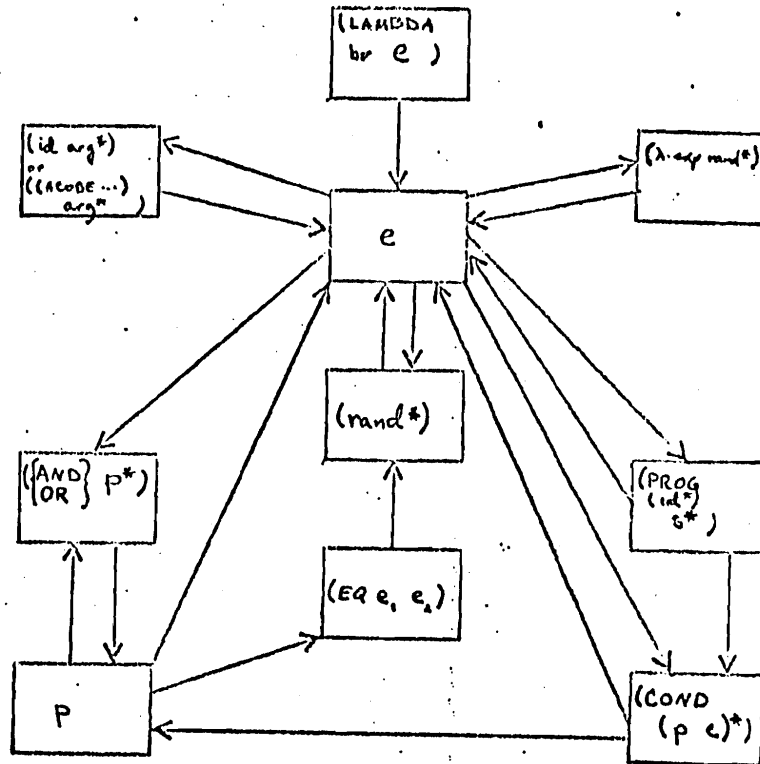 (LAMBDA
bv e )
(id arg*)
or
((ACODE ...)
arg* )
(λ-exp rand*)
e
(rand*)
({AND
OR} p*)
(PROG
(id*)
s* )
(EQ e₁ e₂)
p
(COND
(p e)*)